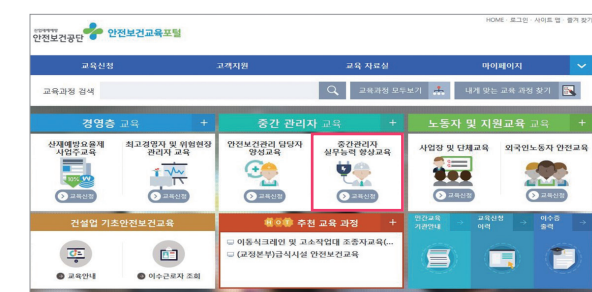 HOME · 로그인 · 사이트 맵 · 즐겨 찾기
안전보건공단 안전보건교육포털
교육신청 고객지원 교육 자료실 마이페이지
교육과정 검색 교육과정 모두보기 내게 맞는 교육 과정 찾기
경영층 교육 +
산재예방요율제
사업주교육
교육신청
최고경영자 및 위험현장
관리자 교육
교육신청
중간 관리자 교육 +
안전보건관리 담당자
양성교육
교육신청
중간관리자
실무능력 향상교육
교육신청
노동자 및 지원교육 교육 +
사업장 및 단체교육
교육신청
외국인노동자 안전교육
교육신청
건설업 기초안전보건교육
교육안내
이수근로자 조회
HOT 추천 교육 과정 +
이동식크레인 및 고소작업대 조종자교육(...
(교정본부)급식시설 안전보건교육
민간교육
기관안내
교육신청
이력
이수증
출력